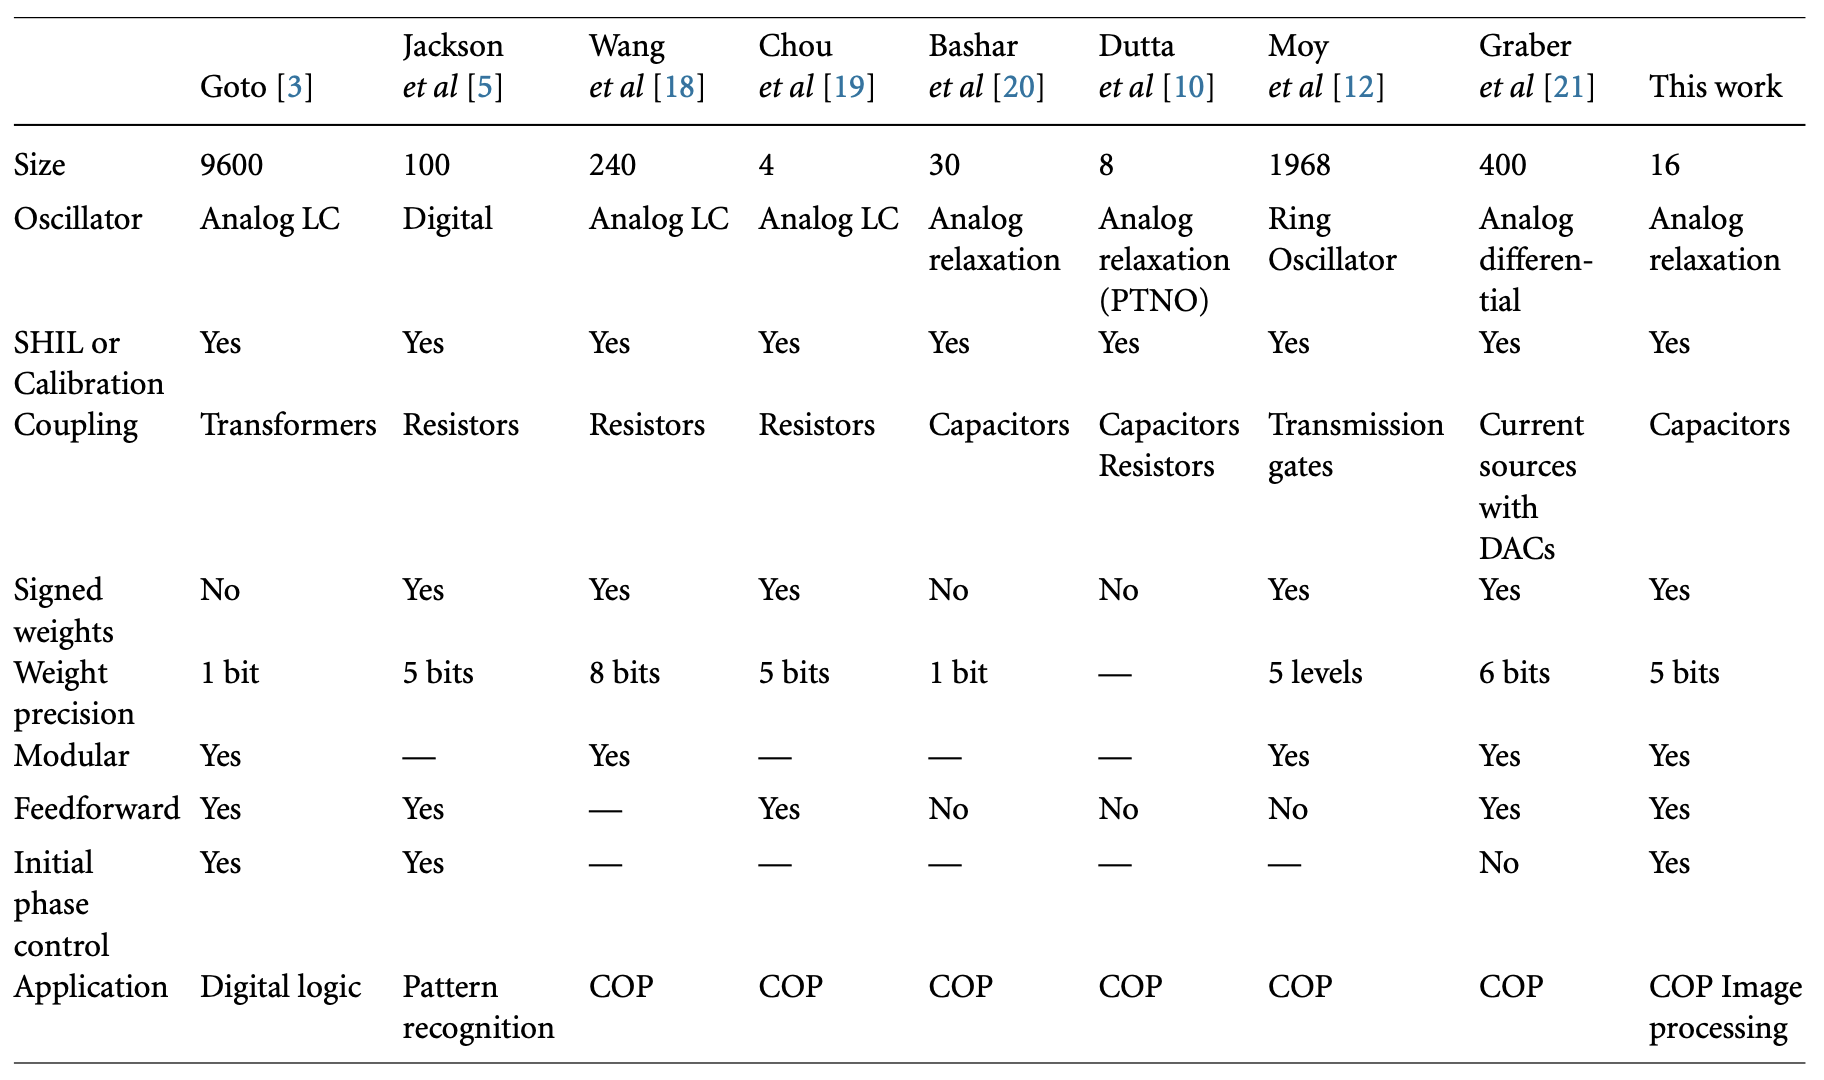 Jackson Wang Chou Bashar Dutta Moy Graber
Goto [3] et al [5] et al [18] et al [19] et al [20] et al [10] et al [12] et al [21] This work
Size 9600 100 240 4 30 8 1968 400 16
Oscillator Analog LC Digital Analog LC Analog LC Analog Analog Ring Analog Analog
relaxation relaxation Oscillator differen- relaxation
(PTNO) tial
SHIL or Yes Yes Yes Yes Yes Yes Yes Yes Yes
Calibration
Coupling Transformers Resistors Resistors Resistors Capacitors Capacitors Transmission Current Capacitors
Resistors gates sources
with
DACs
Signed No Yes Yes Yes No No Yes Yes Yes
weights
Weight 1 bit 5 bits 8 bits 5 bits 1 bit — 5 levels 6 bits 5 bits
precision
Modular Yes — Yes — — — Yes Yes Yes
Feedforward Yes Yes — Yes No No No Yes Yes
Initial Yes Yes — — — — — No Yes
phase
control
Application Digital logic Pattern COP COP COP COP COP COP COP Image
recognition processing